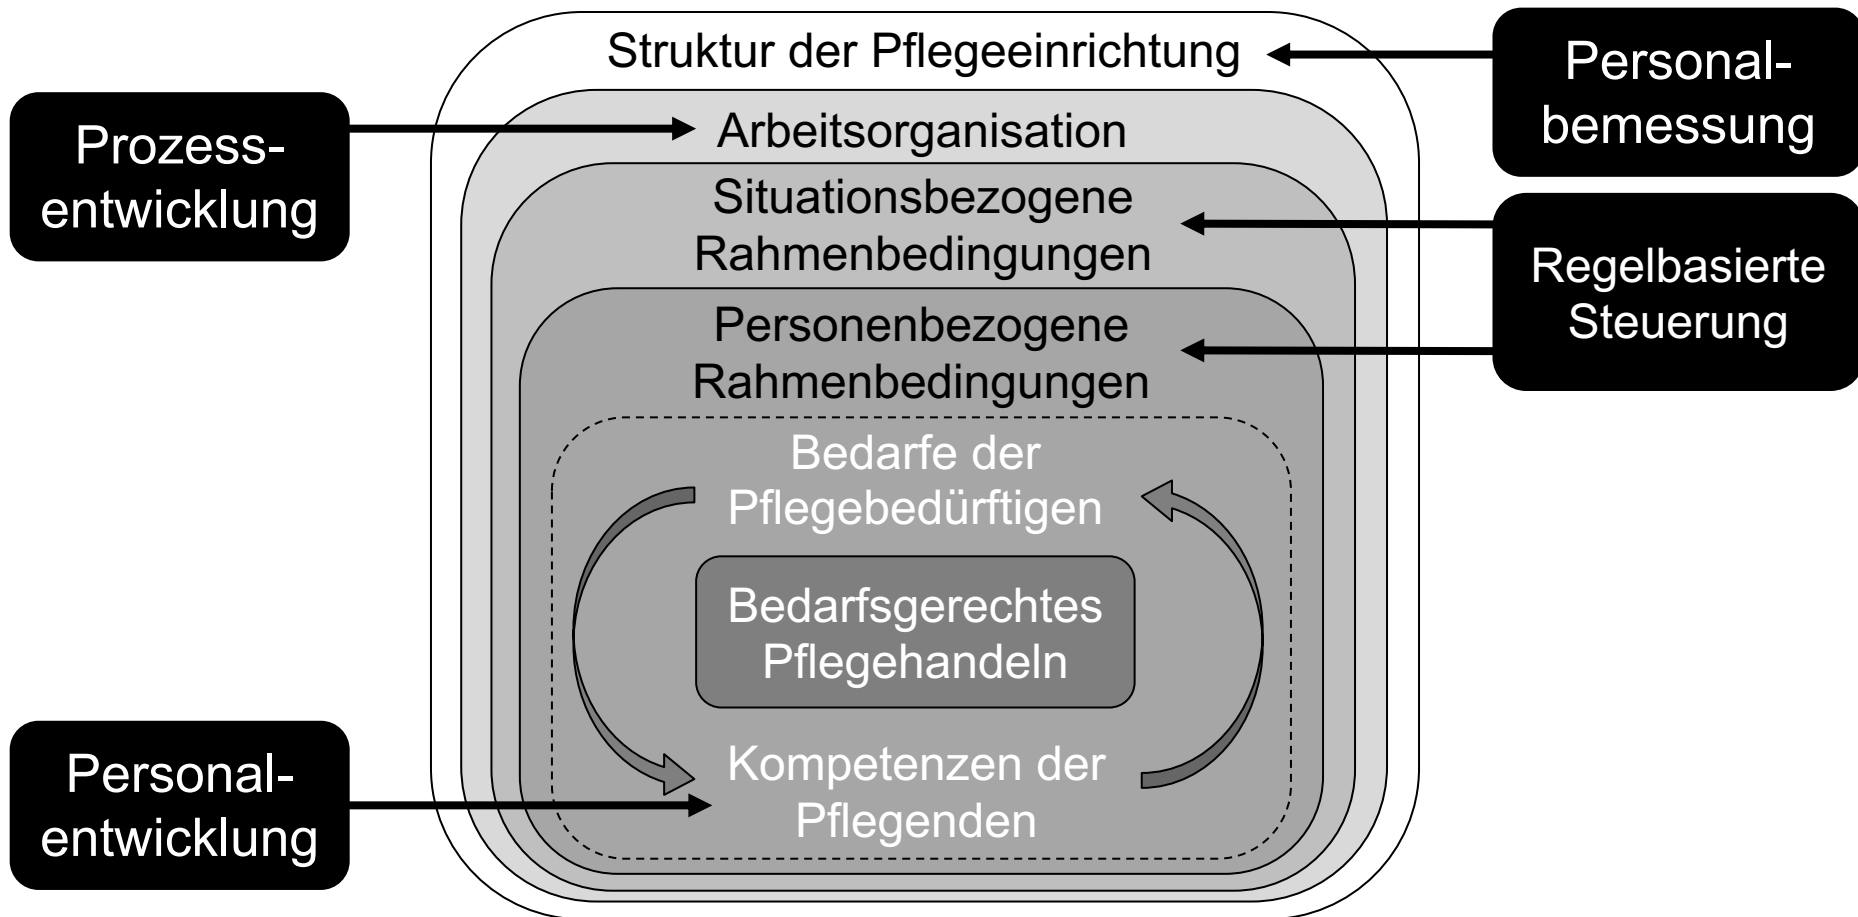 Struktur der Pflegeeinrichtung
Personal-
bemessung
Prozess-
entwicklung
Arbeitsorganisation
Situationsbezogene
Rahmenbedingungen
Regelbasierte
Steuerung
Personenbezogene
Rahmenbedingungen
Bedarfe der
Pflegebedürftigen
Bedarfsgerechtes
Pflegehandeln
Personal-
entwicklung
Kompetenzen der
Pflegenden